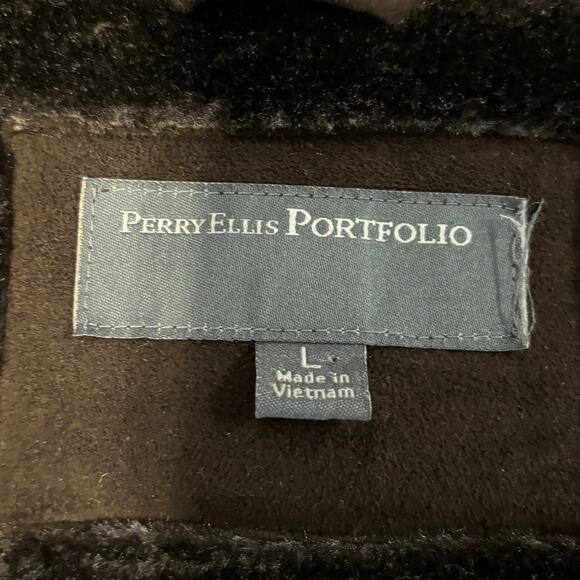 PERRY ELLIS PORTFOLIO
L
Made in
Vietnam